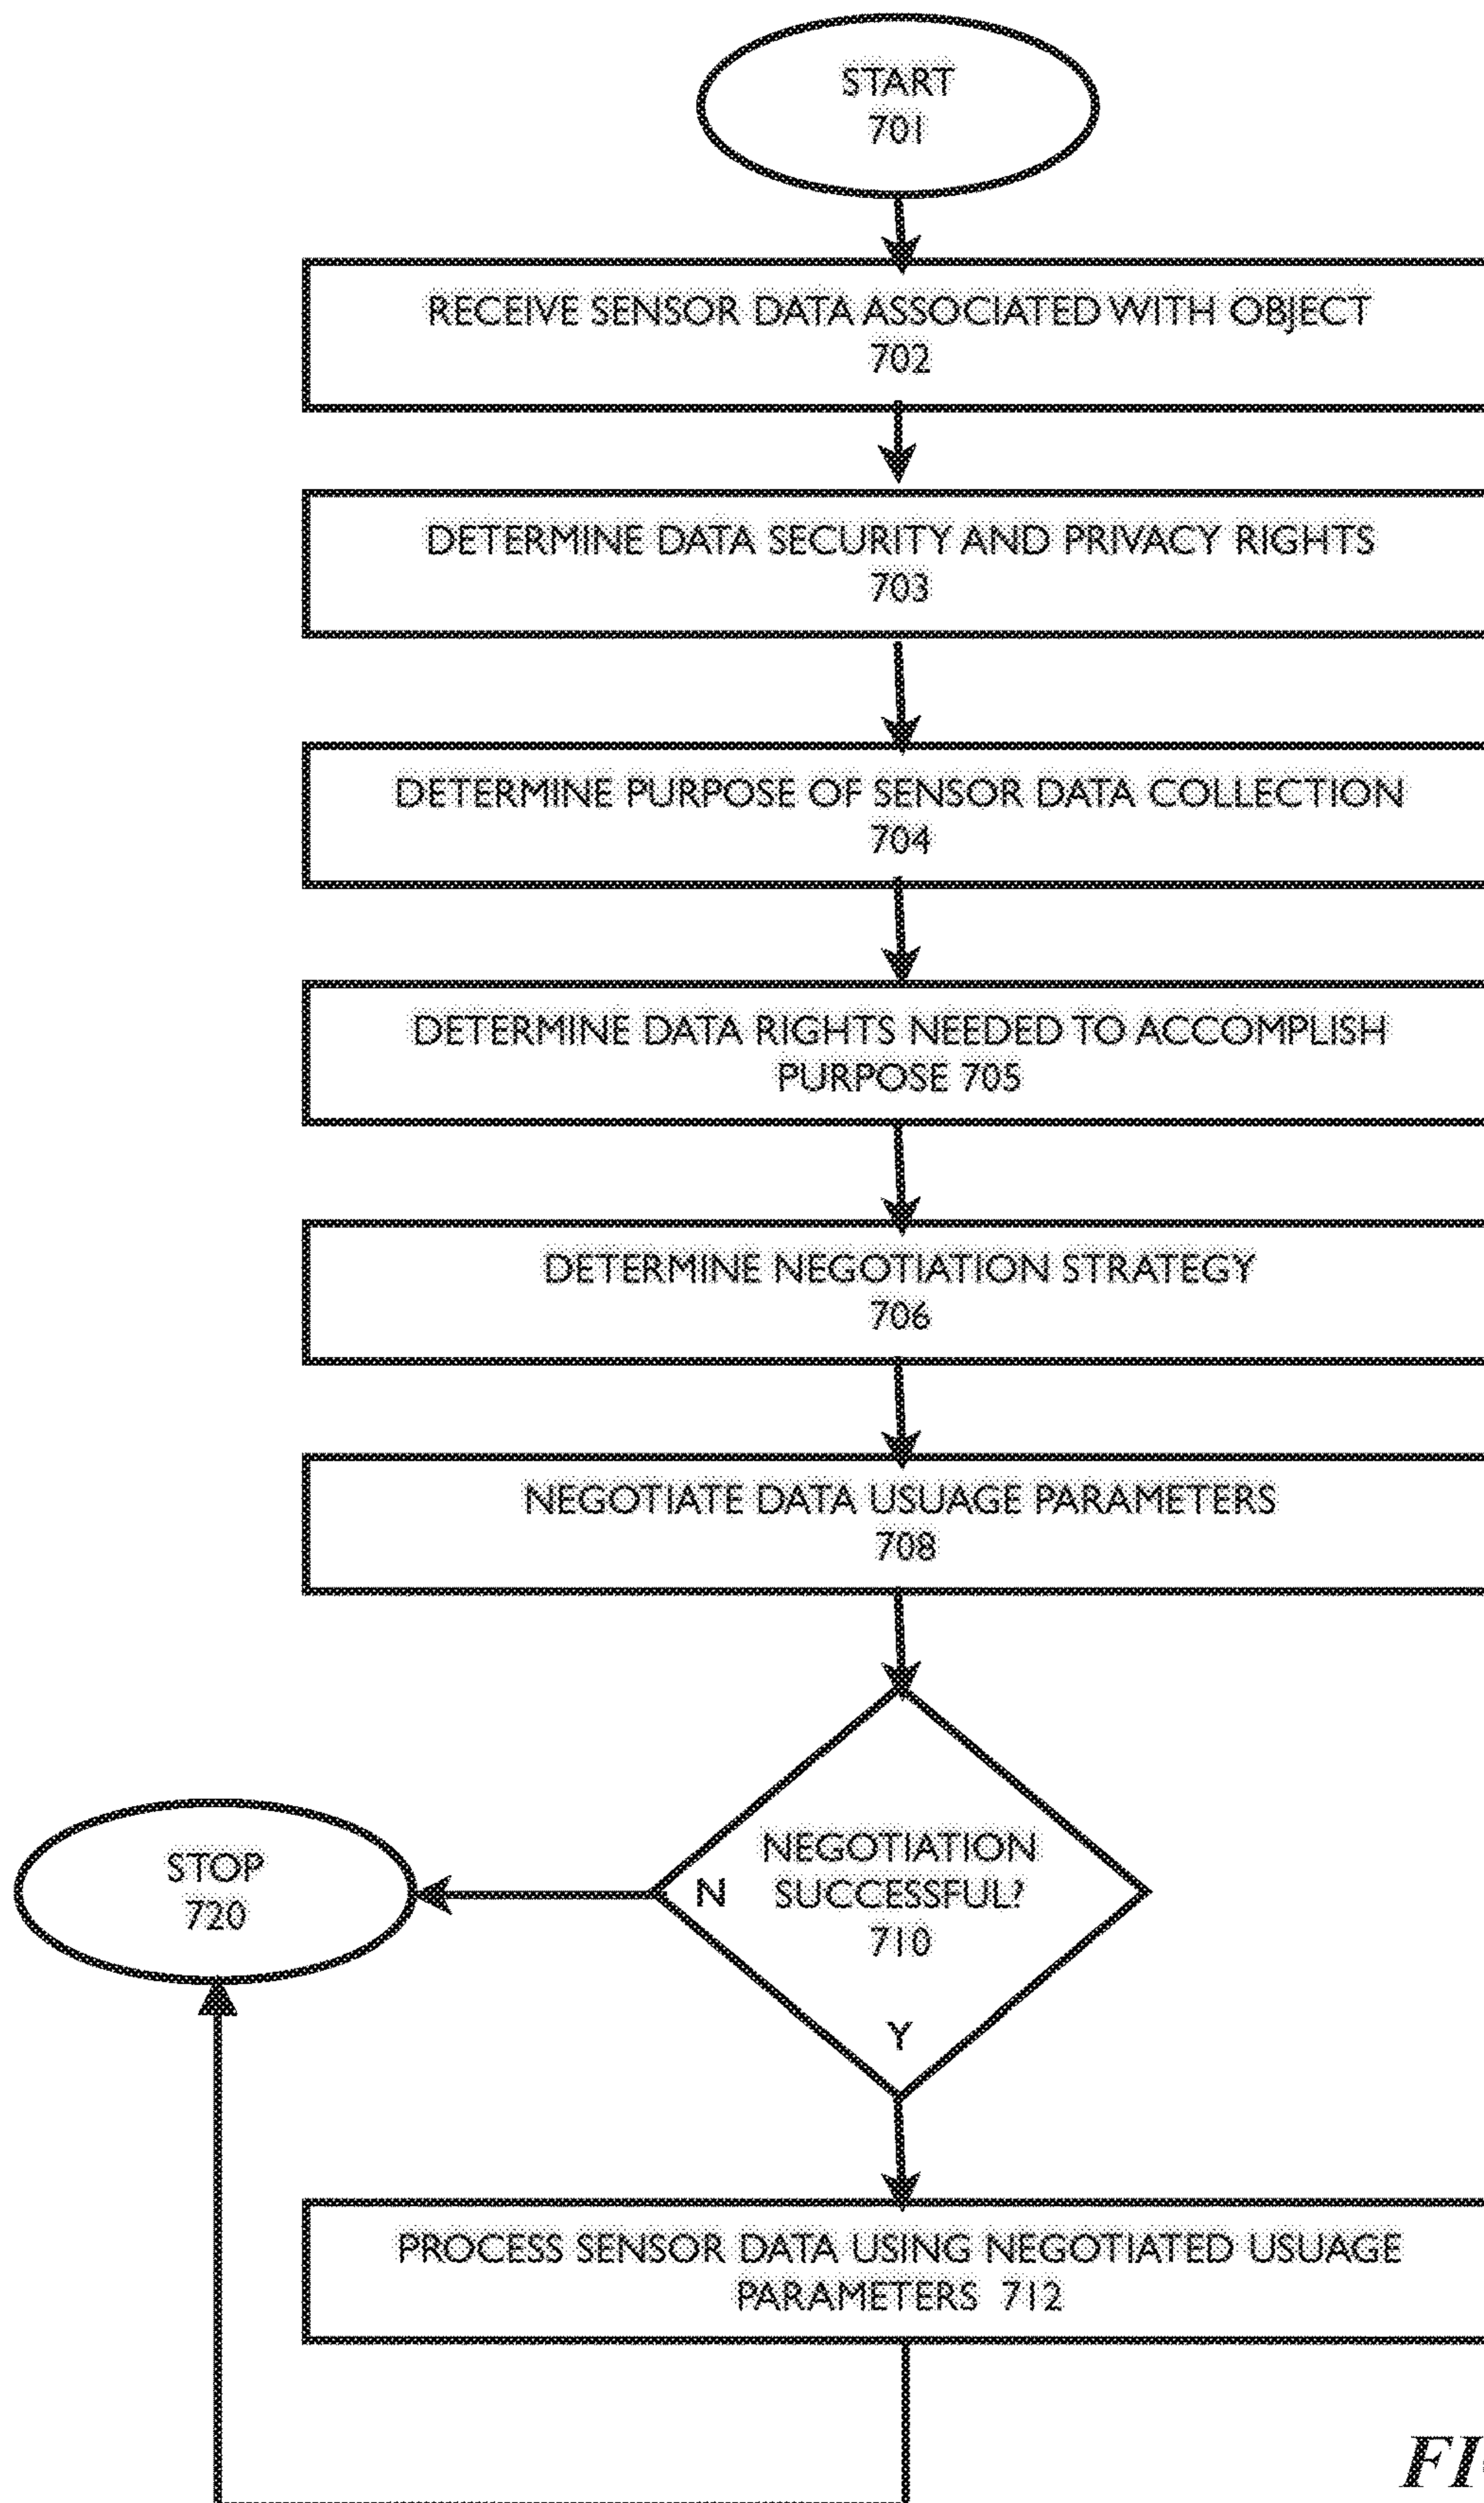 START
701
RECEIVE SENSOR DATA ASSOCIATED WITH OBJECT
702
DETERMINE DATA SECURITY AND PRIVACY RIGHTS
703
DETERMINE PURPOSE OF SENSOR DATA COLLECTION
704
DETERMINE DATA RIGHTS NEEDED TO ACCOMPLISH
PURPOSE 705
DETERMINE NEGOTIATION STRATEGY
706
NEGOTIATE DATA USUAGE PARAMETERS
708
NEGOTIATION
SUCCESSFUL?
710
N
Y
STOP
720
PROCESS SENSOR DATA USING NEGOTIATED USUAGE
PARAMETERS 712